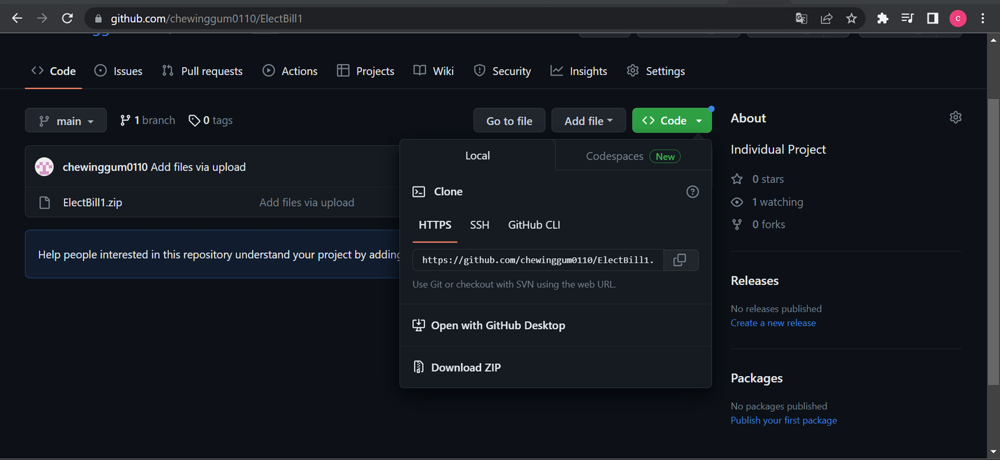 github.com/chewinggum0110/ElectBill1
c
Code Issues Pull requests Actions Projects Wiki Security Insights Settings
main 1 branch 0 tags Go to file Add file Code
chewinggum0110 Add files via upload
ElectBill1.zip Add files via upload
Help people interested in this repository understand your project by adding
Local Codespaces New
Clone
HTTPS SSH GitHub CLI
https://github.com/chewinggum0110/ElectBill1.
Use Git or checkout with SVN using the web URL.
Open with GitHub Desktop
Download ZIP
About
Individual Project
0 stars
1 watching
0 forks
Releases
No releases published
Create a new release
Packages
No packages published
Publish your first package